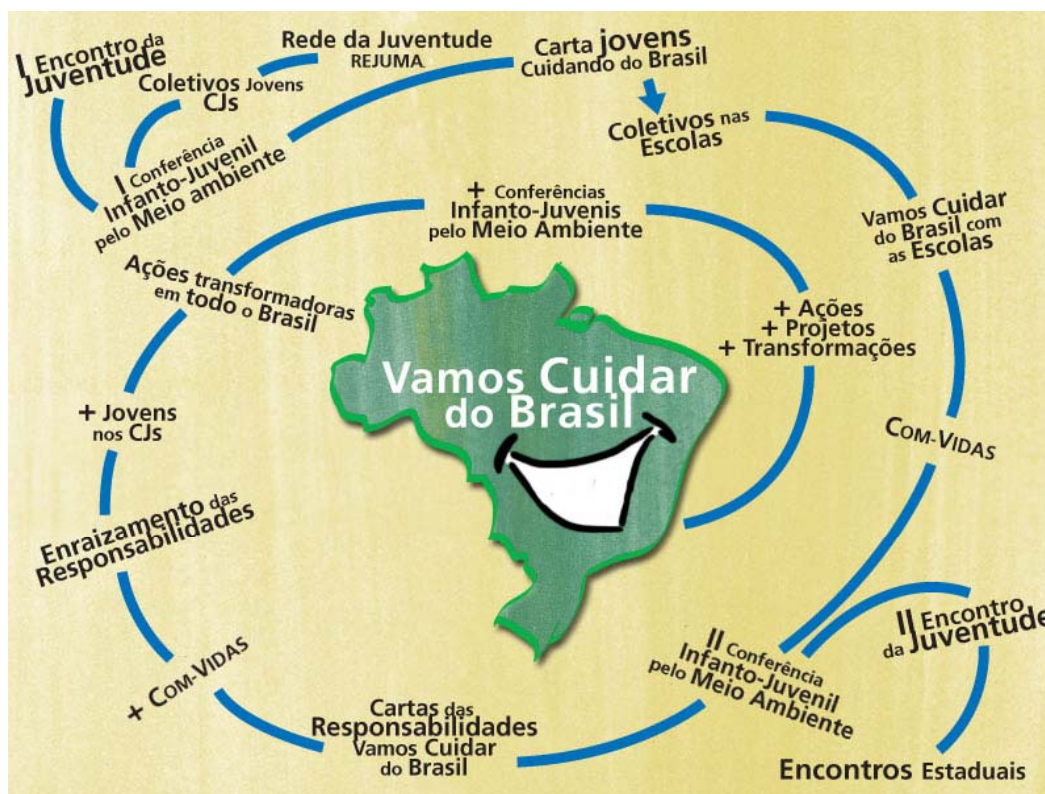 I Encontro da
Juventude
Coletivos Jovens
CJs
Rede da Juventude
REJUMA
I Conferência
Infanto-Juvenil
pelo Meio ambiente
Carta jovens
Cuidando do Brasil
Coletivos nas
Escolas
Vamos Cuidar
do Brasil com
as Escolas
COM-VIDAS
II Conferência
Infanto-Juvenil
pelo Meio Ambiente
II Encontro
da Juventude
Encontros Estaduais
Cartas das
Responsabilidades
Vamos Cuidar
do Brasil
+ COM-VIDAS
Enraizamento das
Responsabilidades
+ Jovens
nos CJs
Ações transformadoras
em todo o Brasil
+ Conferências
Infanto-Juvenis
pelo Meio Ambiente
+ Ações
+ Projetos
+ Transformações
Vamos Cuidar
do Brasil